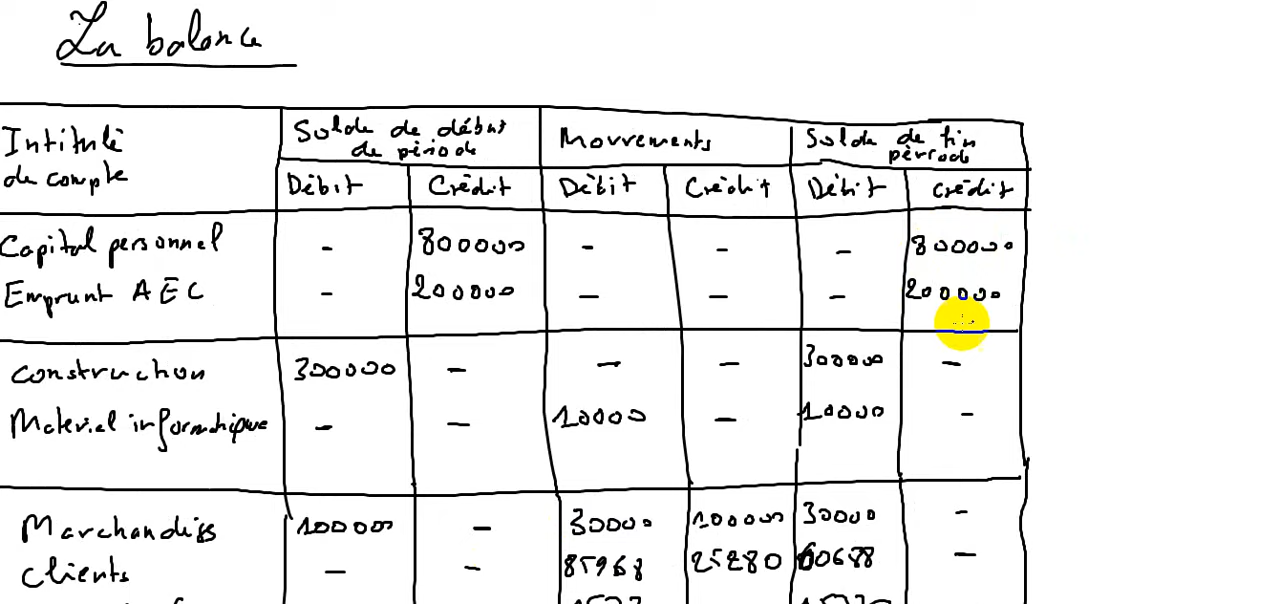 La balance
Intitulé de compte | Solde de début de période | Mouvements | Solde de fin période
Débit | Crédit | Débit | Crédit | Débit | Crédit
Capital personnel | - | 800000 | - | - | - | 800000
Emprunt AEC | - | 200000 | - | - | - | 200000
Construction | 300000 | - | - | - | 300000 | -
Matériel informatique | - | - | 10000 | - | 10000 | -
Marchandises | 100000 | - | 30000 | 100000 | 30000 | -
Clients | - | - | 85968 | 25280 | 60688 | -